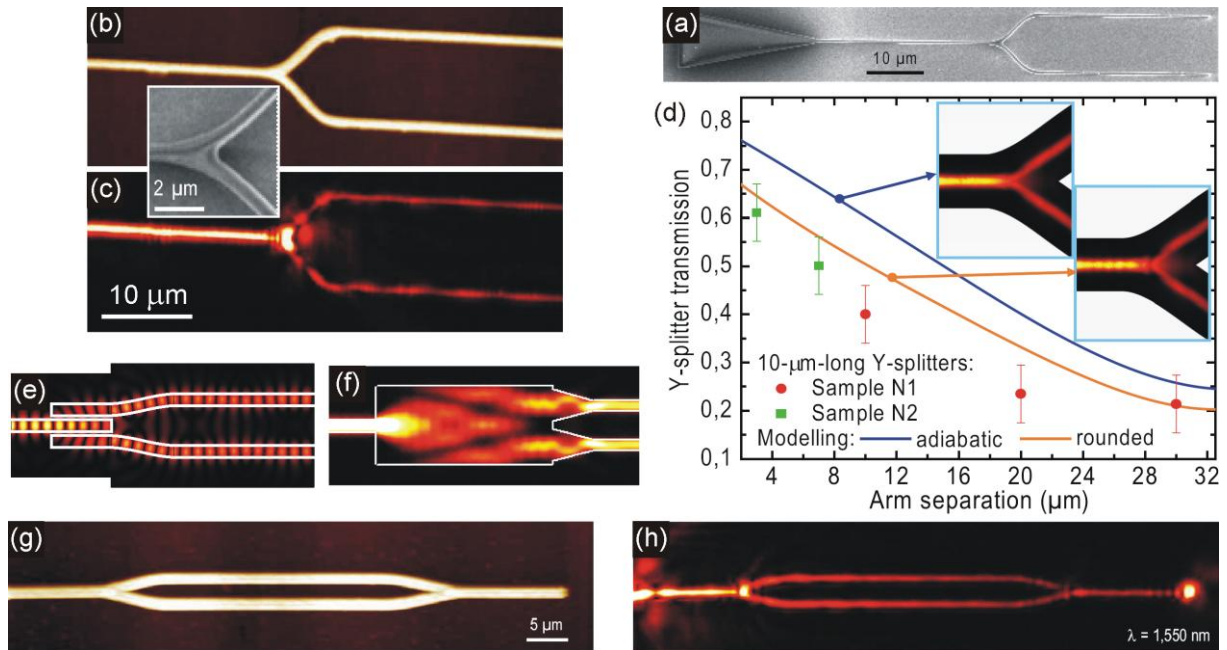 (b)
2 µm
(c)
10 µm
(a)
10 µm
(d)
0,8
0,7
0,6
0,5
0,4
0,3
0,2
0,1
Y-splitter transmission
10-µm-long Y-splitters:
Sample N1
Sample N2
Modelling: adiabatic rounded
4 8 12 16 20 24 28 32
Arm separation (µm)
(e)
(f)
(g)
5 µm
(h)
λ = 1,550 nm